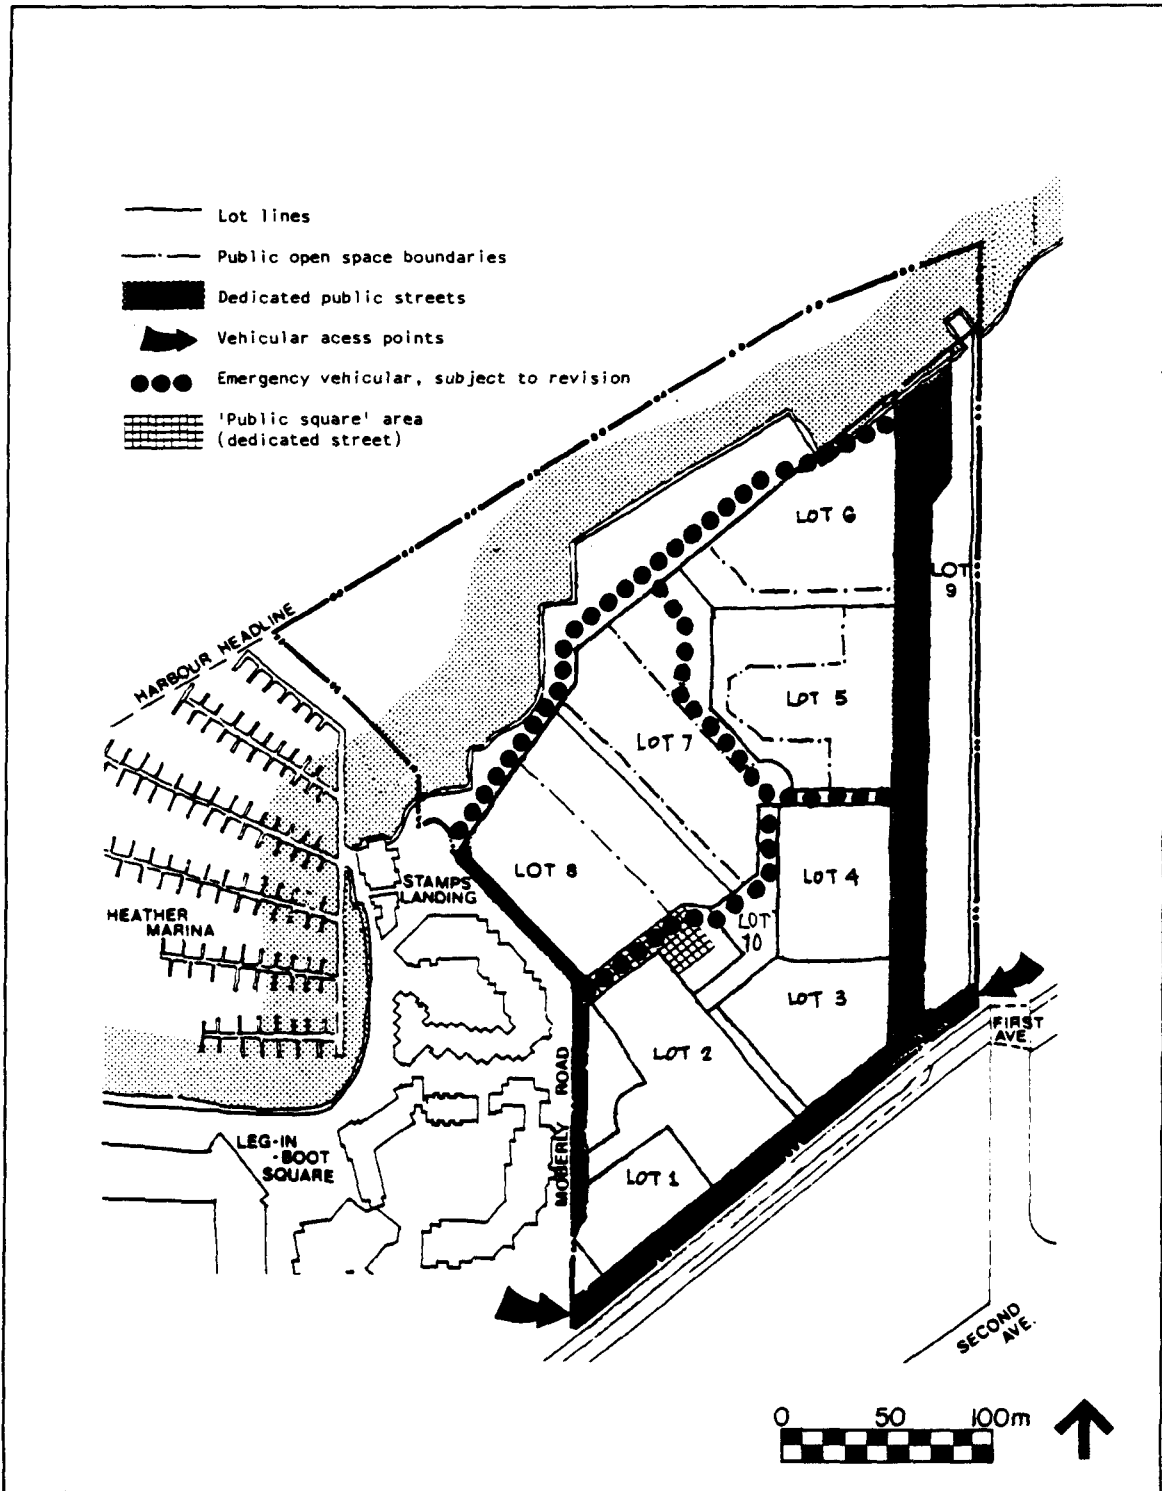 Lot lines
Public open space boundaries
Dedicated public streets
Vehicular acess points
Emergency vehicular, subject to revision
'Public square' area
(dedicated street)
HARBOUR HEADLINE
LOT 6
LOT
9
LOT 5
LOT 7
LOT 8
LOT 4
STAMPS
LANDING
HEATHER
MARINA
LOT
10
LOT 3
FIRST
AVE.
LOT 2
MOBERLY ROAD
LEG-IN
-BOOT
SQUARE
LOT 1
SECOND
AVE.
0 50 100m